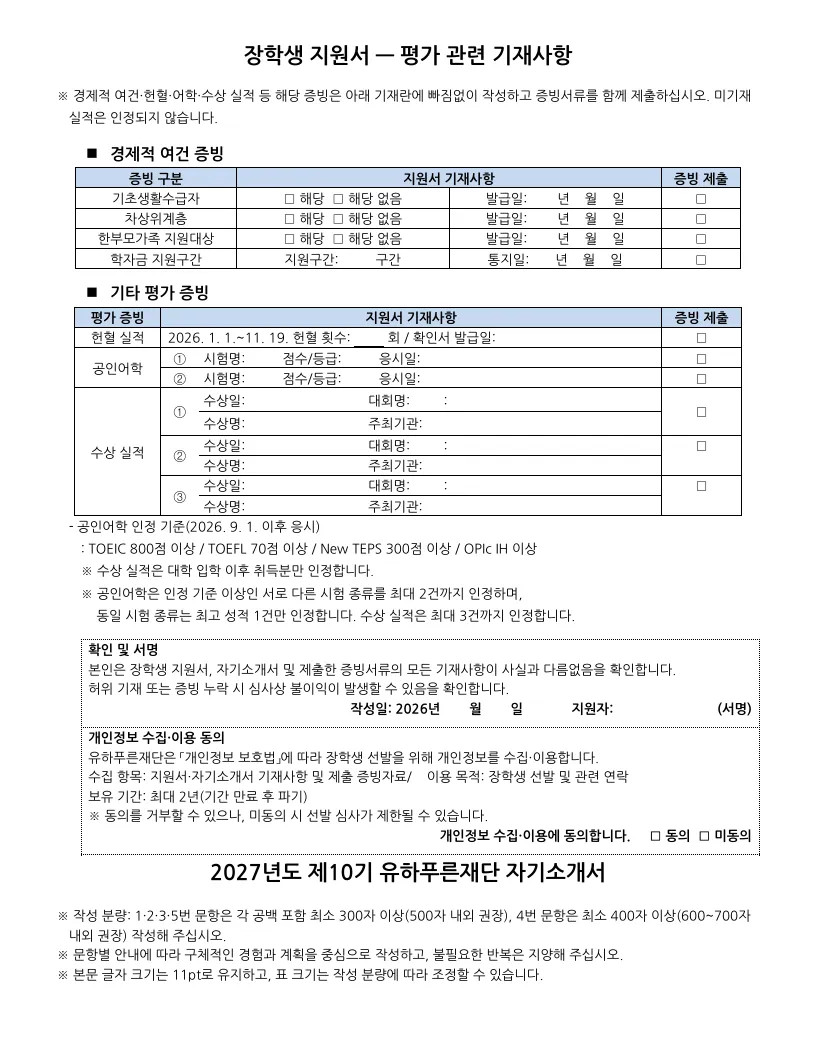 장학생 지원서 — 평가 관련 기재사항
※ 경제적 여건·헌혈·어학·수상 실적 등 해당 증빙은 아래 기재란에 빠짐없이 작성하고 증빙서류를 함께 제출하십시오. 미기재
실적은 인정되지 않습니다.
■ 경제적 여건 증빙
증빙 구분 지원서 기재사항 증빙 제출
기초생활수급자 □ 해당 □ 해당 없음 발급일: 년 월 일 □
차상위계층 □ 해당 □ 해당 없음 발급일: 년 월 일 □
한부모가족 지원대상 □ 해당 □ 해당 없음 발급일: 년 월 일 □
학자금 지원구간 지원구간: 구간 통지일: 년 월 일 □
■ 기타 평가 증빙
평가 증빙 지원서 기재사항 증빙 제출
헌혈 실적 2026. 1. 1.~11. 19. 헌혈 횟수: ____ 회 / 확인서 발급일: □
공인어학 ① 시험명: 점수/등급: 응시일: □
② 시험명: 점수/등급: 응시일: □
수상 실적 ① 수상일: 대회명: : □
수상명: 주최기관:
② 수상일: 대회명: : □
수상명: 주최기관:
③ 수상일: 대회명: : □
수상명: 주최기관:
- 공인어학 인정 기준(2026. 9. 1. 이후 응시)
: TOEIC 800점 이상 / TOEFL 70점 이상 / New TEPS 300점 이상 / OPIc IH 이상
※ 수상 실적은 대학 입학 이후 취득분만 인정합니다.
※ 공인어학은 인정 기준 이상인 서로 다른 시험 종류를 최대 2건까지 인정하며,
동일 시험 종류는 최고 성적 1건만 인정합니다. 수상 실적은 최대 3건까지 인정합니다.
확인 및 서명
본인은 장학생 지원서, 자기소개서 및 제출한 증빙서류의 모든 기재사항이 사실과 다름없음을 확인합니다.
허위 기재 또는 증빙 누락 시 심사상 불이익이 발생할 수 있음을 확인합니다.
작성일: 2026년 월 일 지원자: (서명)
개인정보 수집·이용 동의
유하푸른재단은 「개인정보 보호법」에 따라 장학생 선발을 위해 개인정보를 수집·이용합니다.
수집 항목: 지원서·자기소개서 기재사항 및 제출 증빙자료/ 이용 목적: 장학생 선발 및 관련 연락
보유 기간: 최대 2년(기간 만료 후 파기)
※ 동의를 거부할 수 있으나, 미동의 시 선발 심사가 제한될 수 있습니다.
개인정보 수집·이용에 동의합니다. □ 동의 □ 미동의
2027년도 제10기 유하푸른재단 자기소개서
※ 작성 분량: 1·2·3·5번 문항은 각 공백 포함 최소 300자 이상(500자 내외 권장), 4번 문항은 최소 400자 이상(600~700자
내외 권장) 작성해 주십시오.
※ 문항별 안내에 따라 구체적인 경험과 계획을 중심으로 작성하고, 불필요한 반복은 지양해 주십시오.
※ 본문 글자 크기는 11pt로 유지하고, 표 크기는 작성 분량에 따라 조정할 수 있습니다.